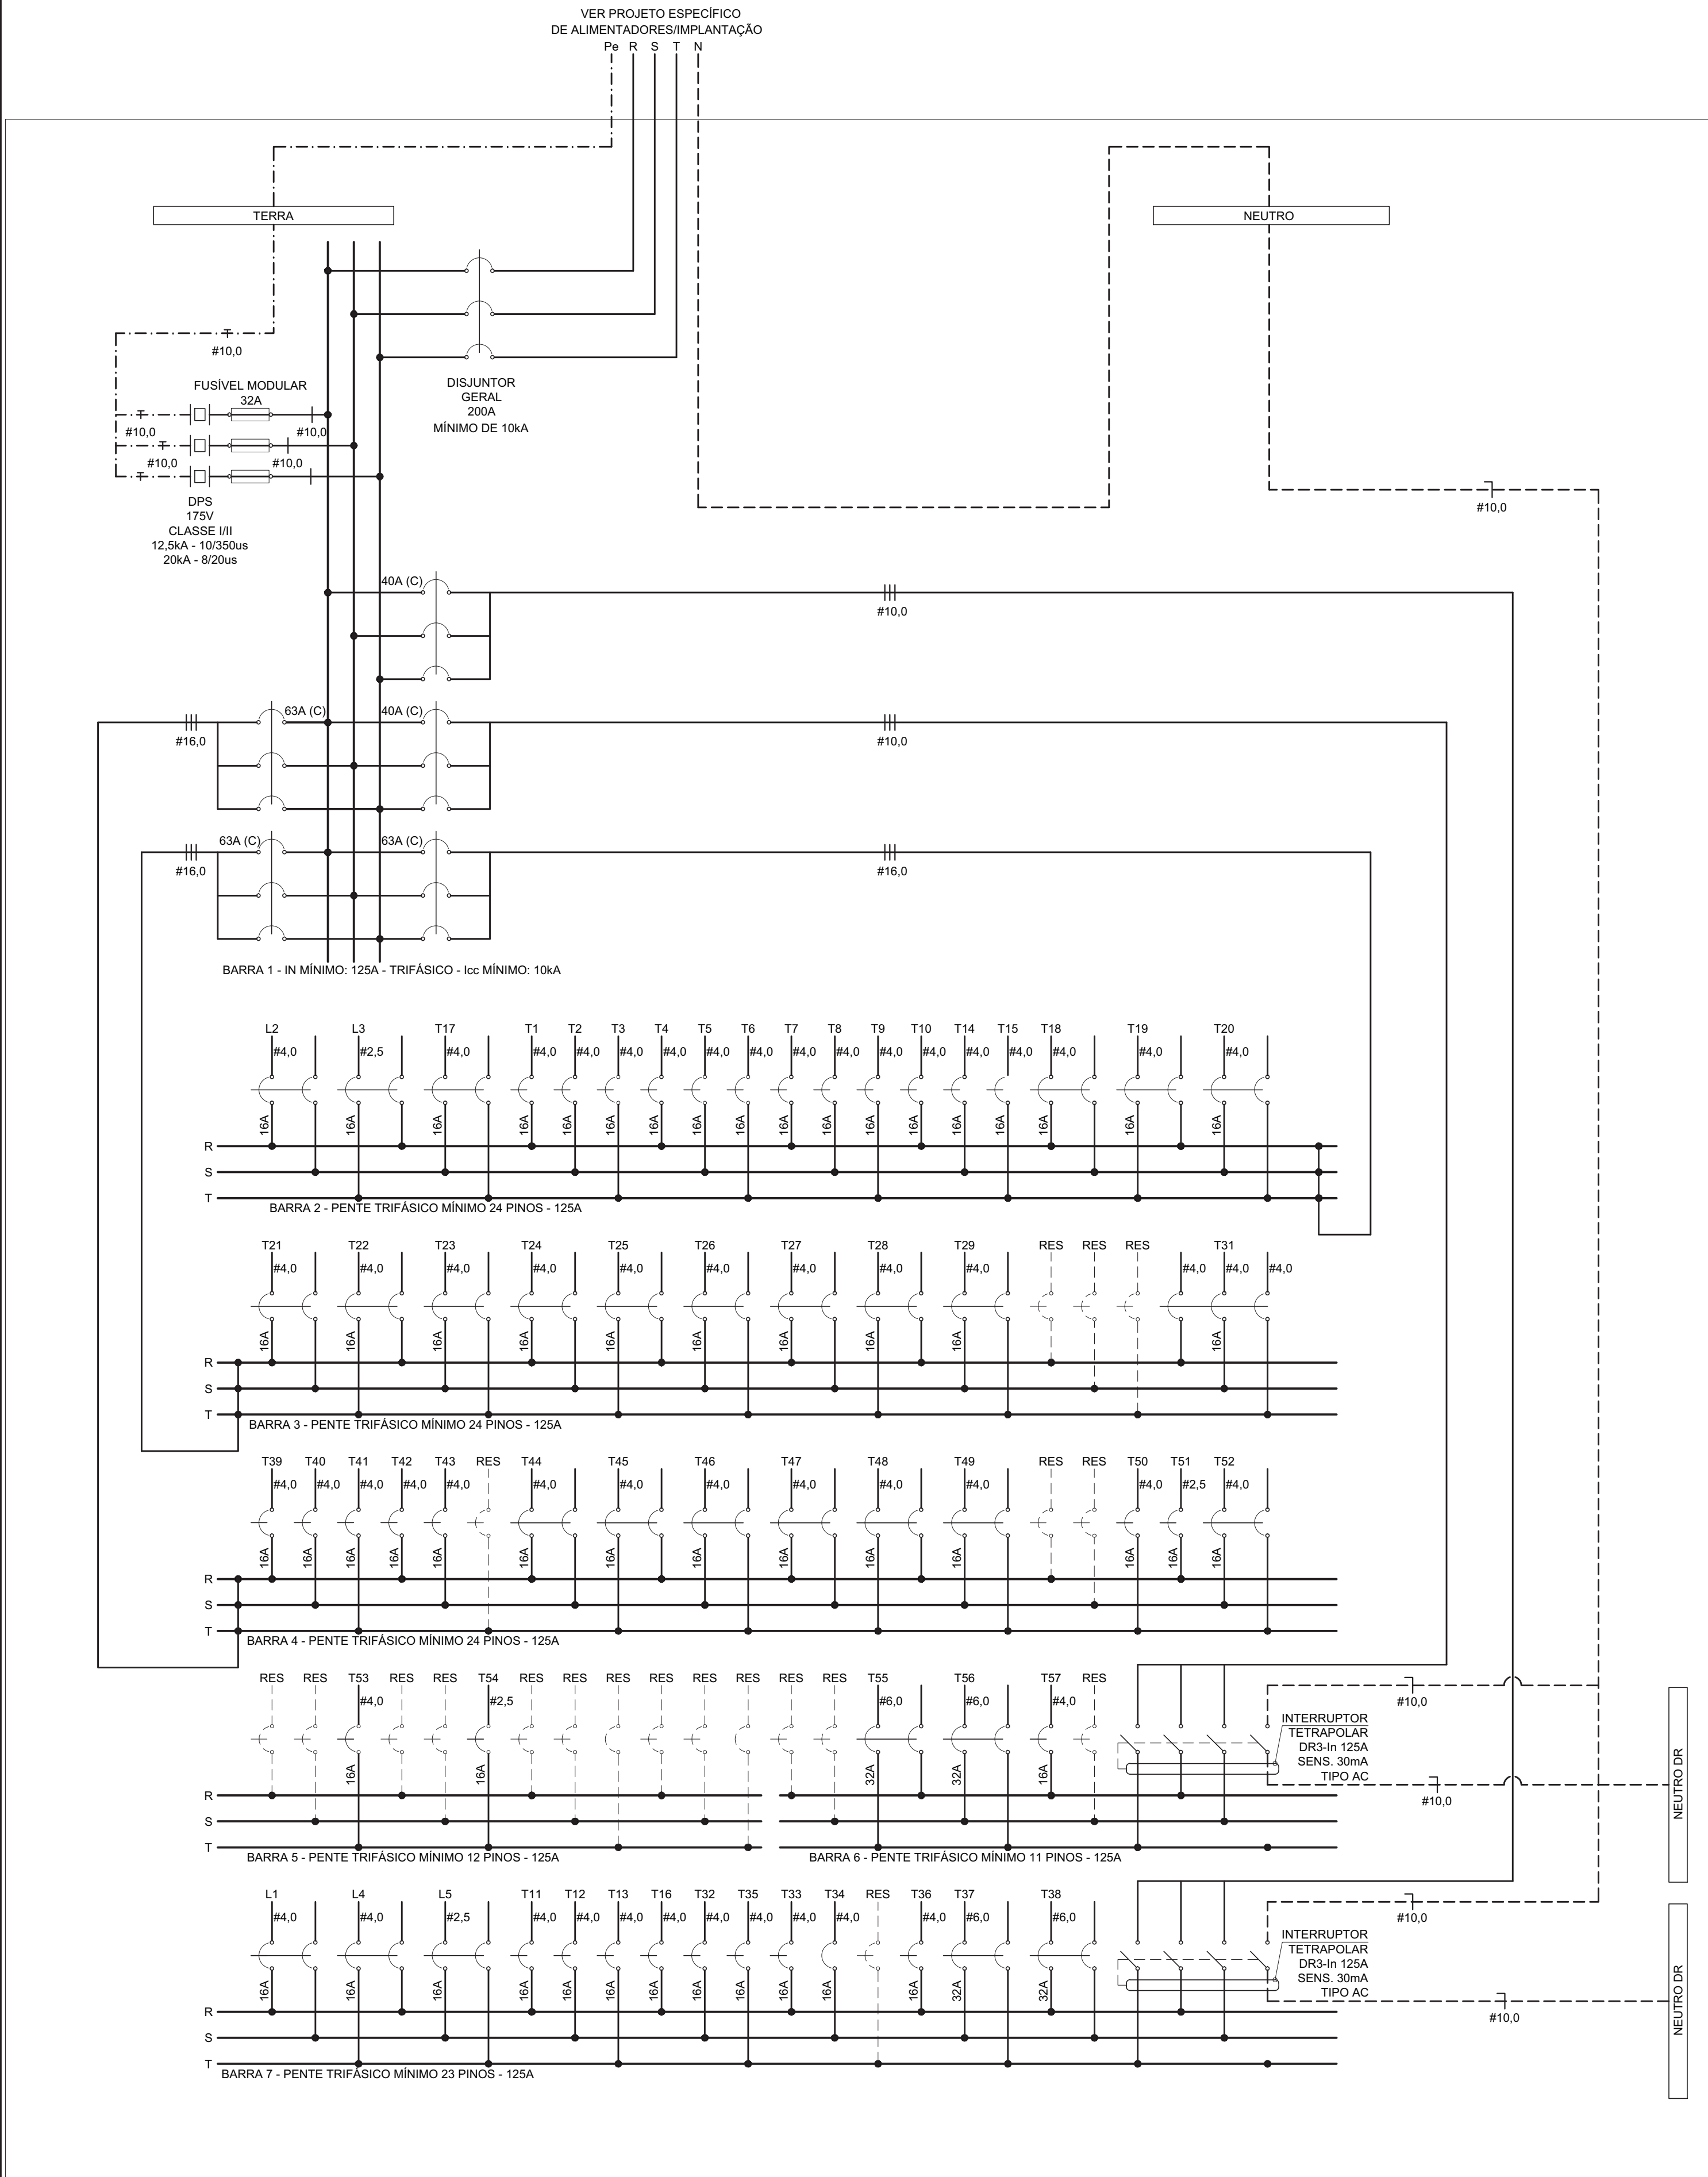 VER PROJETO ESPECÍFICO
DE ALIMENTADORES/IMPLANTAÇÃO
Pe R S T N
TERRA
NEUTRO
#10,0
FUSÍVEL MODULAR
32A
#10,0 #10,0
#10,0 #10,0
DPS
175V
CLASSE I/II
12,5kA - 10/350us
20kA - 8/20us
DISJUNTOR
GERAL
200A
MÍNIMO DE 10kA
#10,0
40A (C)
#10,0
63A (C) 40A (C)
#16,0 #10,0
63A (C) 63A (C)
#16,0 #16,0
BARRA 1 - IN MÍNIMO: 125A - TRIFÁSICO - Icc MÍNIMO: 10kA
L2 L3 T17 T1 T2 T3 T4 T5 T6 T7 T8 T9 T10 T14 T15 T18 T19 T20
#4,0 #2,5 #4,0 #4,0 #4,0 #4,0 #4,0 #4,0 #4,0 #4,0 #4,0 #4,0 #4,0 #4,0 #4,0 #4,0 #4,0 #4,0
16A 16A 16A 16A 16A 16A 16A 16A 16A 16A 16A 16A 16A 16A 16A 16A 16A 16A
R
S
T
BARRA 2 - PENTE TRIFÁSICO MÍNIMO 24 PINOS - 125A
T21 T22 T23 T24 T25 T26 T27 T28 T29 RES RES RES T31
#4,0 #4,0 #4,0 #4,0 #4,0 #4,0 #4,0 #4,0 #4,0 #4,0 #4,0 #4,0
16A 16A 16A 16A 16A 16A 16A 16A 16A 16A
R
S
T
BARRA 3 - PENTE TRIFÁSICO MÍNIMO 24 PINOS - 125A
T39 T40 T41 T42 T43 RES T44 T45 T46 T47 T48 T49 RES RES T50 T51 T52
#4,0 #4,0 #4,0 #4,0 #4,0 #4,0 #4,0 #4,0 #4,0 #4,0 #4,0 #4,0 #2,5 #4,0
16A 16A 16A 16A 16A 16A 16A 16A 16A 16A 16A 16A 16A 16A
R
S
T
BARRA 4 - PENTE TRIFÁSICO MÍNIMO 24 PINOS - 125A
RES RES T53 RES RES T54 RES RES RES RES RES RES RES RES T55 T56 T57 RES
#4,0 #2,5 #6,0 #6,0 #4,0 #10,0
16A 16A 32A 32A 16A
INTERRUPTOR
TETRAPOLAR
DR3-In 125A
SENS. 30mA
TIPO AC
#10,0
NEUTRO DR
R
S
T
BARRA 5 - PENTE TRIFÁSICO MÍNIMO 12 PINOS - 125A
BARRA 6 - PENTE TRIFÁSICO MÍNIMO 11 PINOS - 125A
L1 L4 L5 T11 T12 T13 T16 T32 T35 T33 T34 RES T36 T37 T38
#4,0 #4,0 #2,5 #4,0 #4,0 #4,0 #4,0 #4,0 #4,0 #4,0 #4,0 #4,0 #6,0 #6,0 #10,0
16A 16A 16A 16A 16A 16A 16A 16A 16A 16A 16A 16A 32A 32A
INTERRUPTOR
TETRAPOLAR
DR3-In 125A
SENS. 30mA
TIPO AC
#10,0
NEUTRO DR
R
S
T
BARRA 7 - PENTE TRIFÁSICO MÍNIMO 23 PINOS - 125A